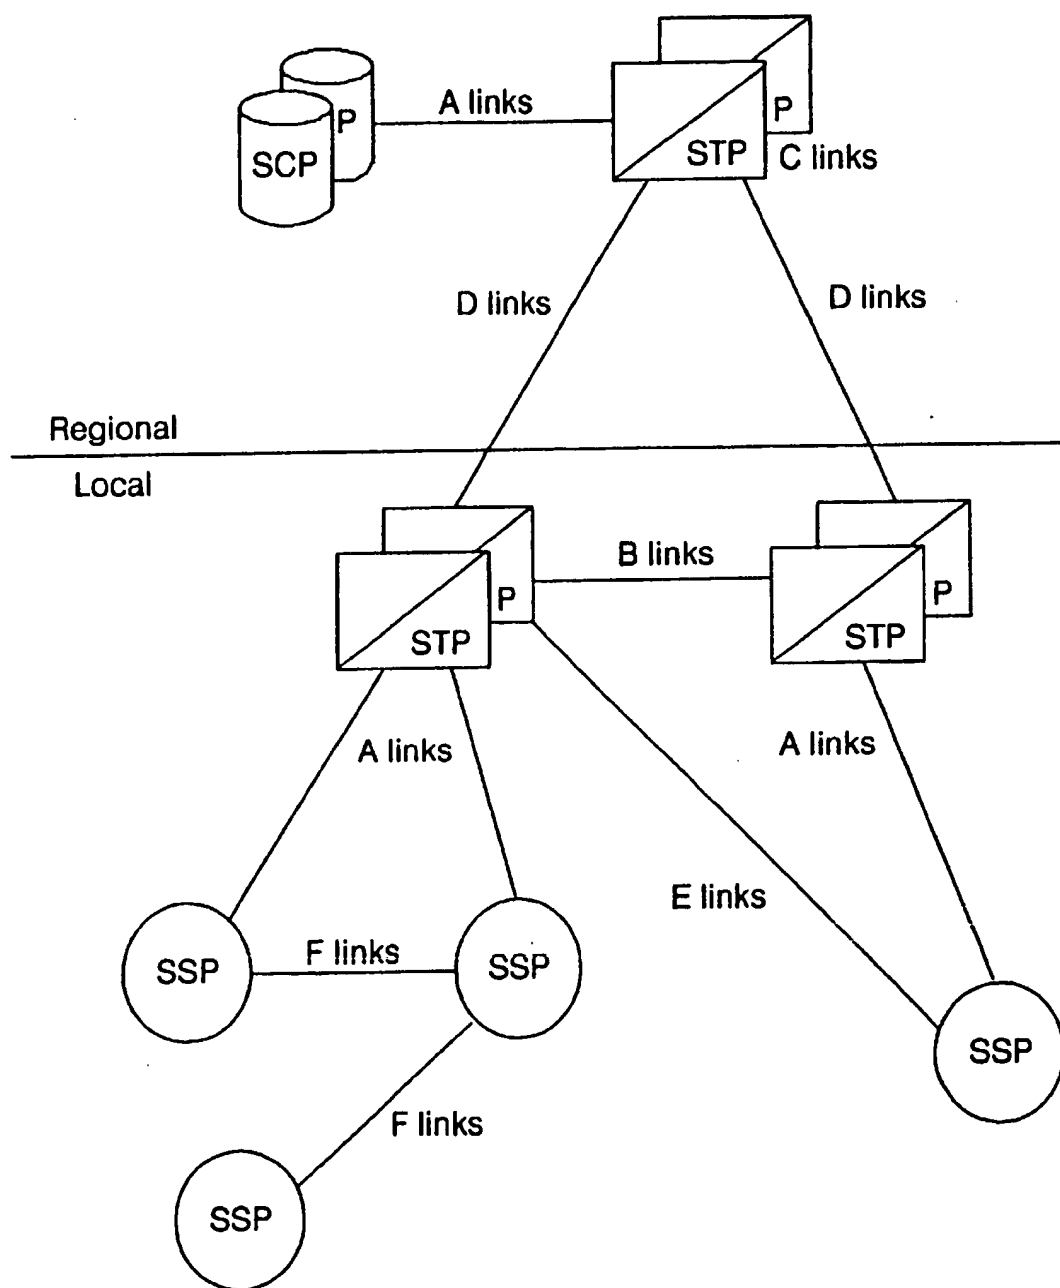 A links
P
P
SCP
STP
C links
D links
D links
Regional
Local
B links
P
P
STP
STP
A links
A links
E links
F links
SSP
SSP
SSP
F links
SSP